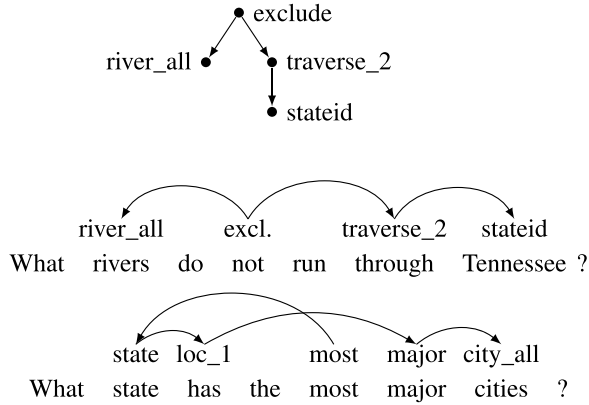 exclude
river_all traverse_2
stateid
river_all excl. traverse_2 stateid
What rivers do not run through Tennessee ?
state loc_1 most major city_all
What state has the most major cities ?